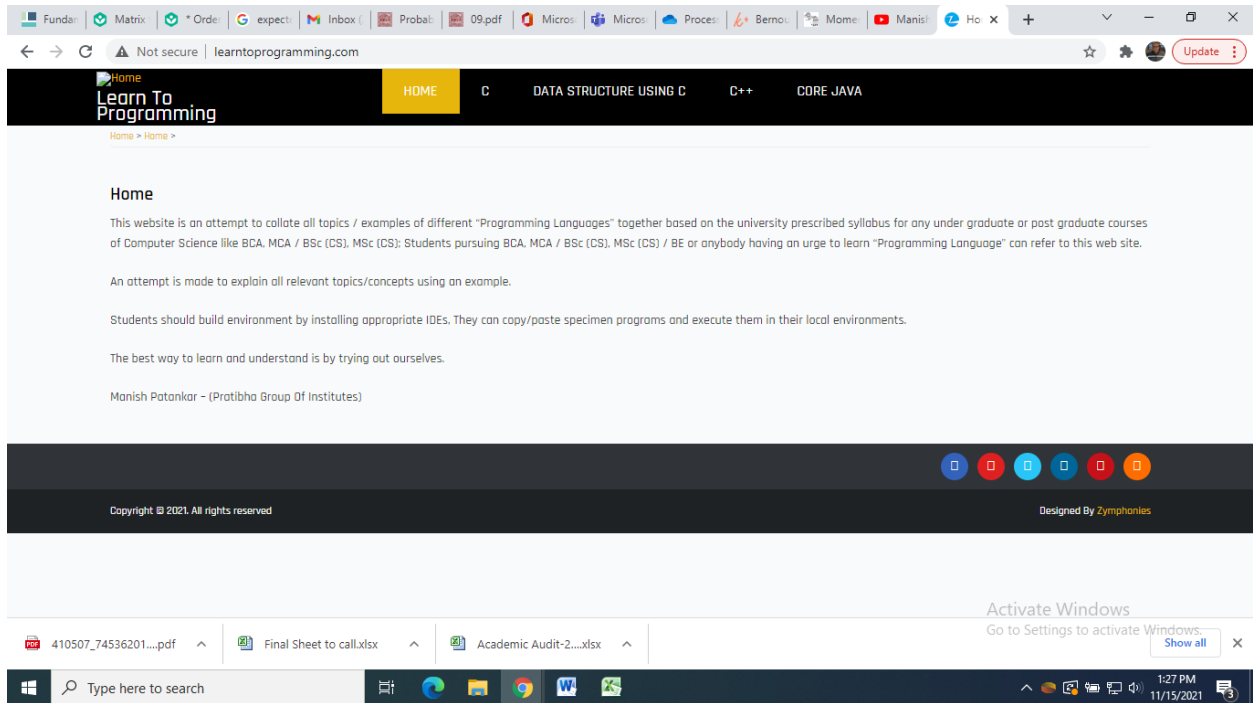 Fundar
Matrix
* Order
expect
Inbox (
Probab
09.pdf
Micros
Micros
Proces
Bernou
Momen
Manish
Ho
Not secure | learntoprogramming.com
Update
Home
Learn To
Programming
HOME
C
DATA STRUCTURE USING C
C++
CORE JAVA
Home > Home >
Home
This website is an attempt to collate all topics / examples of different "Programming Languages" together based on the university prescribed syllabus for any under graduate or post graduate courses
of Computer Science like BCA, MCA / BSc (CS), MSc (CS); Students pursuing BCA, MCA / BSc (CS), MSc (CS) / BE or anybody having an urge to learn "Programming Language" can refer to this web site.
An attempt is made to explain all relevant topics/concepts using an example.
Students should build environment by installing appropriate IDEs, They can copy/paste specimen programs and execute them in their local environments.
The best way to learn and understand is by trying out ourselves.
Manish Patankar – (Pratibha Group Of Institutes)
Copyright © 2021. All rights reserved
Designed By Zymphonies
Activate Windows
Go to Settings to activate Windows.
410507_74536201....pdf
Final Sheet to call.xlsx
Academic Audit-2....xlsx
Show all
Type here to search
1:27 PM
11/15/2021
3